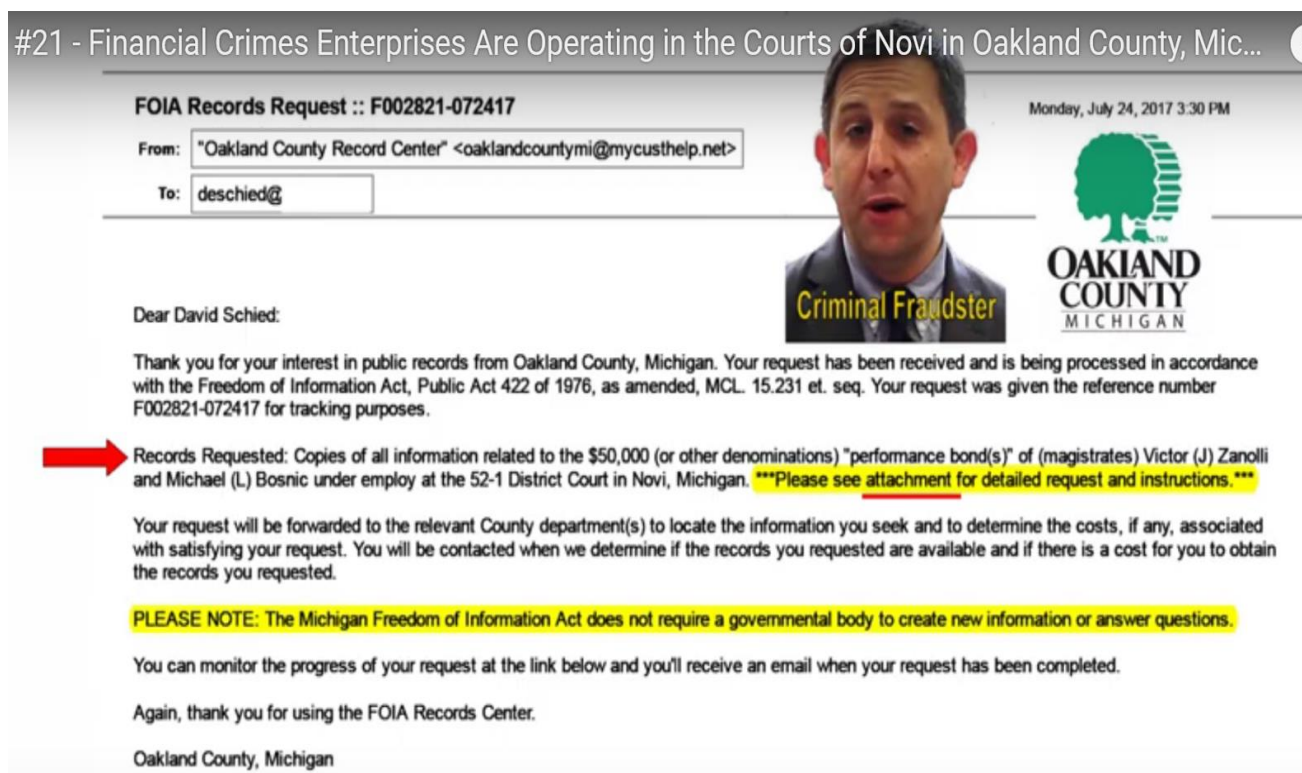 #21 - Financial Crimes Enterprises Are Operating in the Courts of Novi in Oakland County, Mic...
FOIA Records Request :: F002821-072417
Monday, July 24, 2017 3:30 PM
From: "Oakland County Record Center" <oaklandcountymi@mycusthelp.net>
To: deschied@
Criminal Fraudster
TM
OAKLAND
COUNTY
MICHIGAN
Dear David Schied:
Thank you for your interest in public records from Oakland County, Michigan. Your request has been received and is being processed in accordance
with the Freedom of Information Act, Public Act 422 of 1976, as amended, MCL. 15.231 et. seq. Your request was given the reference number
F002821-072417 for tracking purposes.
Records Requested: Copies of all information related to the $50,000 (or other denominations) "performance bond(s)" of (magistrates) Victor (J) Zanolli
and Michael (L) Bosnic under employ at the 52-1 District Court in Novi, Michigan. ***Please see attachment for detailed request and instructions.***
Your request will be forwarded to the relevant County department(s) to locate the information you seek and to determine the costs, if any, associated
with satisfying your request. You will be contacted when we determine if the records you requested are available and if there is a cost for you to obtain
the records you requested.
PLEASE NOTE: The Michigan Freedom of Information Act does not require a governmental body to create new information or answer questions.
You can monitor the progress of your request at the link below and you'll receive an email when your request has been completed.
Again, thank you for using the FOIA Records Center.
Oakland County, Michigan